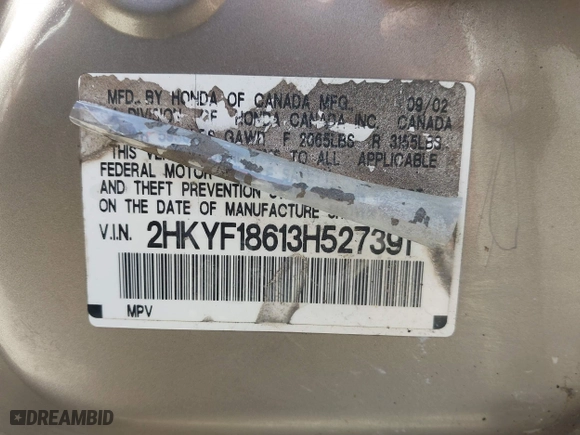 MFD. BY HONDA OF CANADA MFG. 09/02
DIVISION OF HONDA CANADA INC. CANADA
GAWD F 2065LBS R 3155LBS
THIS TO ALL APPLICABLE
FEDERAL MOTOR
AND THEFT PREVENTION
ON THE DATE OF MANUFACTURE
V.I.N. 2HKYF18613H527391
MPV
DREAMBID